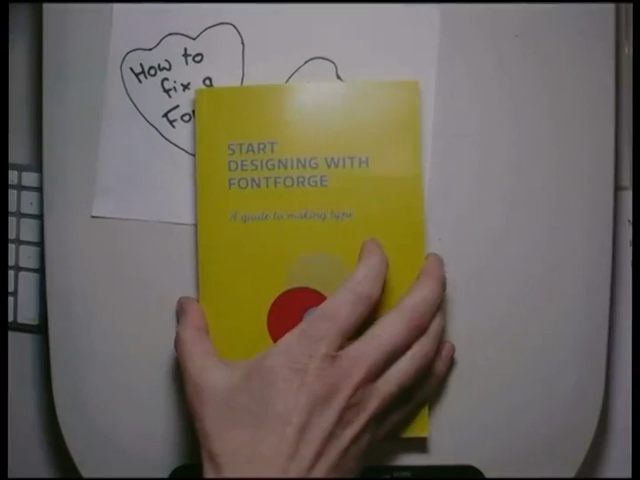 How to
fix a
START
DESIGNING WITH
FONTFORGE
A guide to making type